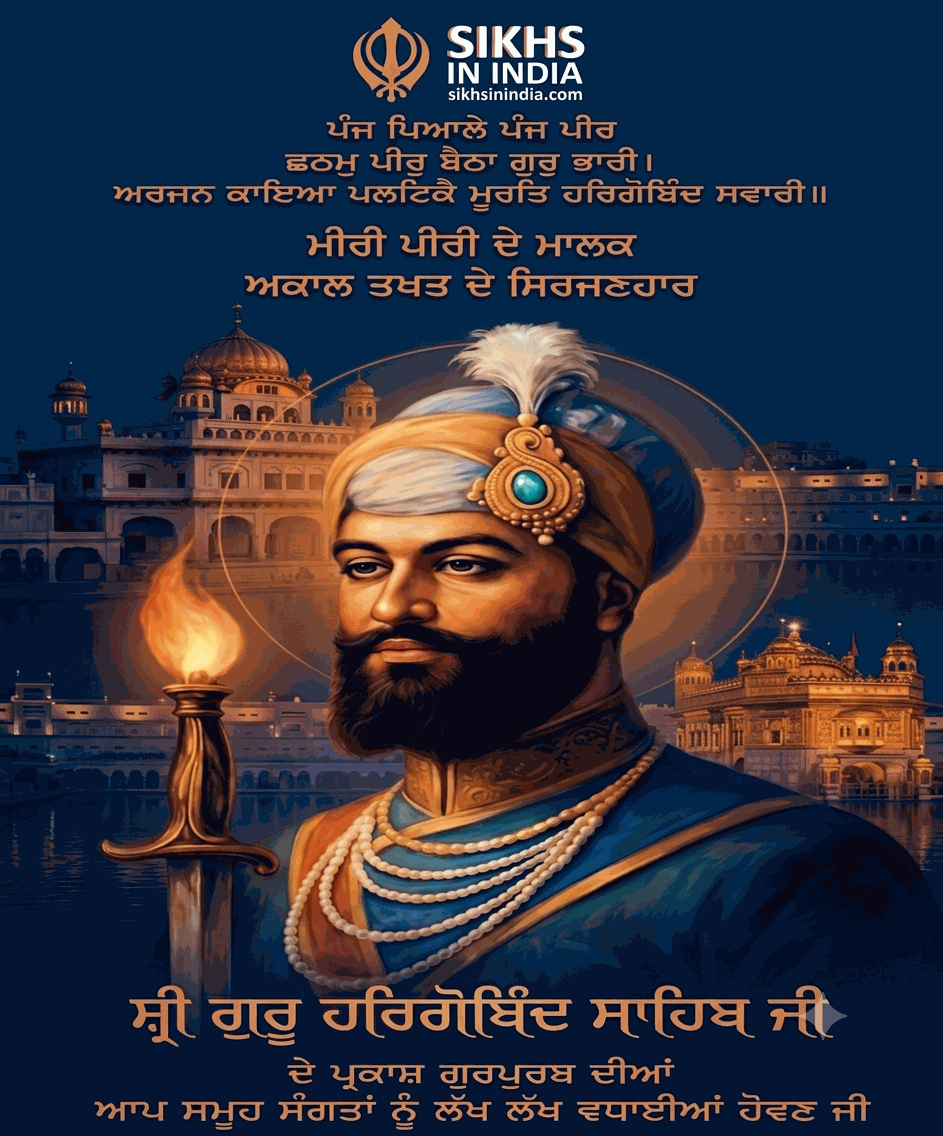 SIKHS
IN INDIA
sikhsinindia.com
ਪੰਜ ਪਿਆਲੇ ਪੰਜ ਪੀਰ
ਛਠਮੁ ਪੀਰੁ ਬੈਠਾ ਗੁਰੁ ਭਾਰੀ।
ਅਰਜਨ ਕਾਇਆ ਪਲਟਿਕੈ ਮੂਰਤਿ ਹਰਿਗੋਬਿੰਦ ਸਵਾਰੀ॥
ਮੀਰੀ ਪੀਰੀ ਦੇ ਮਾਲਕ
ਅਕਾਲ ਤਖਤ ਦੇ ਸਿਰਜਣਹਾਰ
ਸ਼੍ਰੀ ਗੁਰੂ ਹਰਿਗੋਬਿੰਦ ਸਾਹਿਬ ਜੀ
ਦੇ ਪ੍ਰਕਾਸ਼ ਗੁਰਪੁਰਬ ਦੀਆਂ
ਆਪ ਸਮੂਹ ਸੰਗਤਾਂ ਨੂੰ ਲੱਖ ਲੱਖ ਵਧਾਈਆਂ ਹੋਵਣ ਜੀ